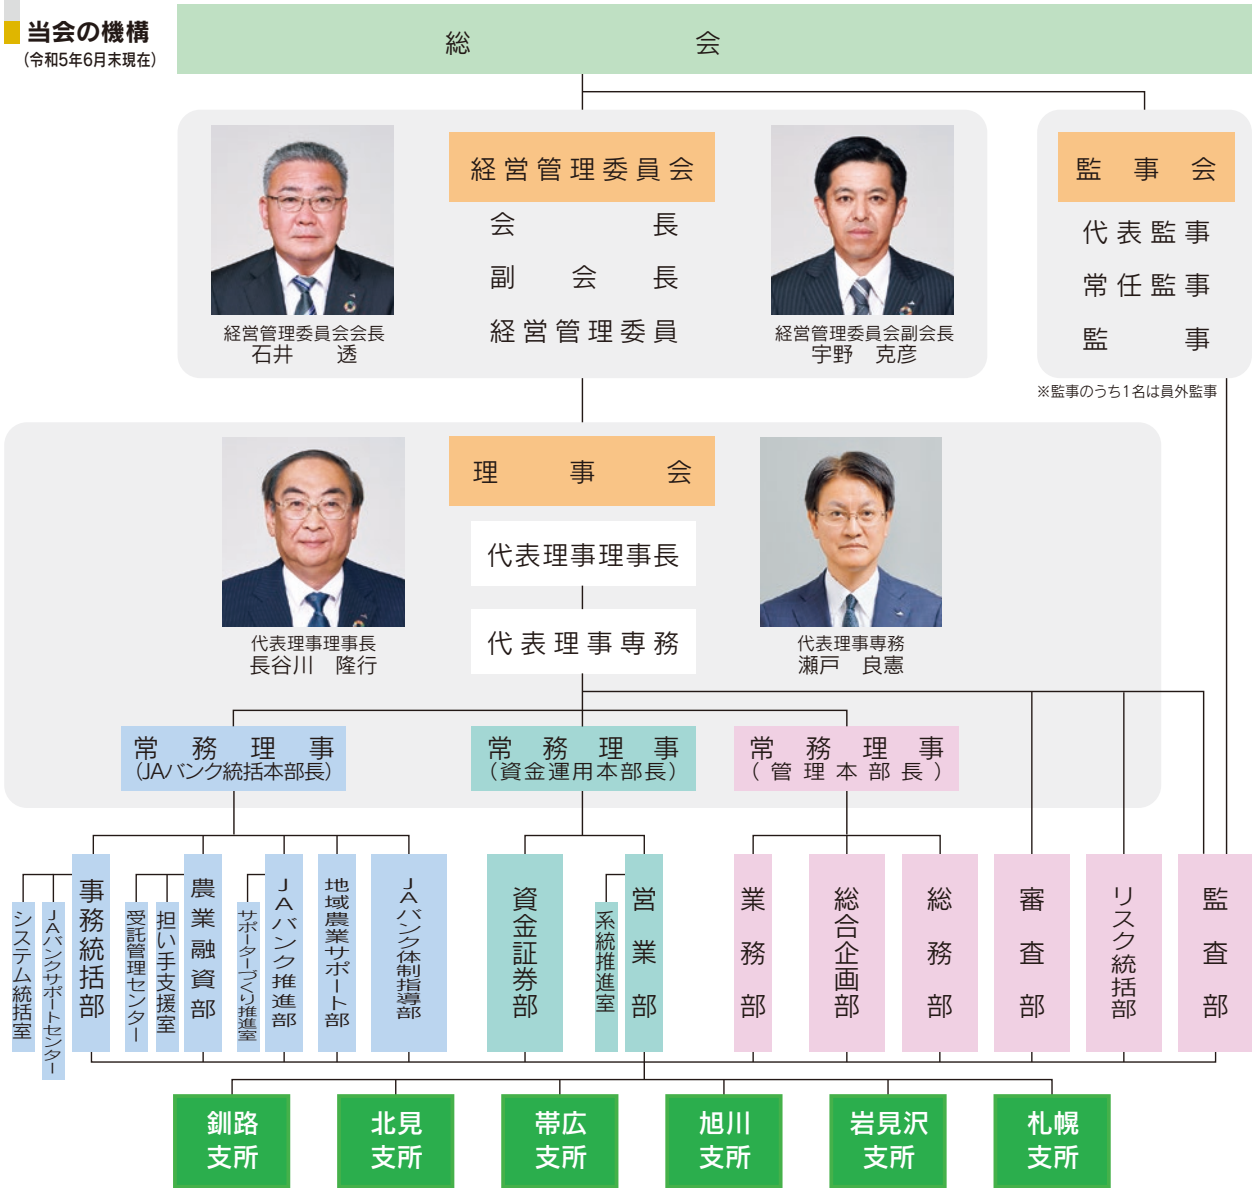 当会の機構
(令和5年6月末現在)
総会
経営管理委員会
会長
副会長
経営管理委員
経営管理委員会会長
石井 透
経営管理委員会副会長
宇野 克彦
監事会
代表監事
常任監事
監事
※監事のうち1名は員外監事
理事会
代表理事理事長
代表理事専務
代表理事理事長
長谷川 隆行
代表理事専務
瀬戸 良憲
常務理事
(JAバンク統括本部長)
常務理事
(資金運用本部長)
常務理事
(管理本部長)
システム統括室
JAバンクサポートセンター
事務統括部
受託管理センター
担い手支援室
農業融資部
サポーターづくり推進室
JAバンク推進部
地域農業サポート部
JAバンク体制指導部
資金証券部
系統推進室
営業部
業務部
総合企画部
総務部
審査部
リスク統括部
監査部
釧路
支所
北見
支所
帯広
支所
旭川
支所
岩見沢
支所
札幌
支所